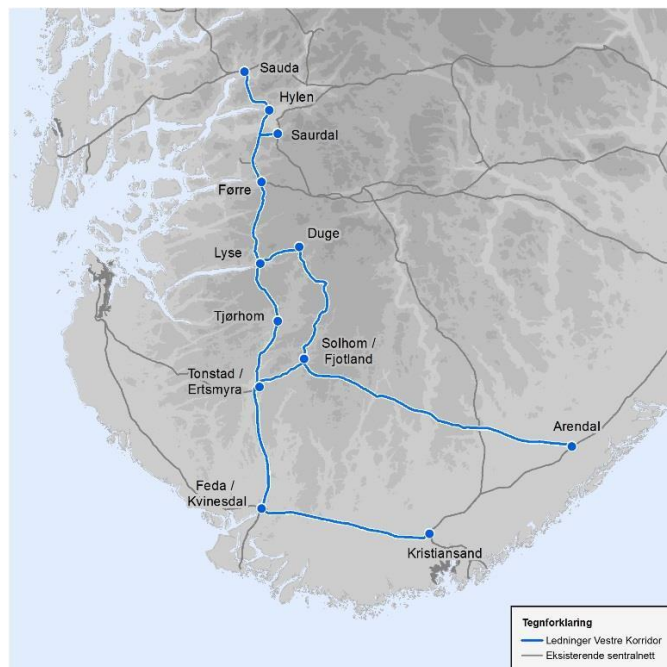 Sauda
Hylen
Saurdal
Førre
Duge
Lyse
Tjørhom
Solhom /
Fjotland
Tonstad /
Ertsmyra
Arendal
Feda /
Kvinesdal
Kristiansand
Tegnforklaring
Ledninger Vestre Korridor
Eksisterende sentralnett